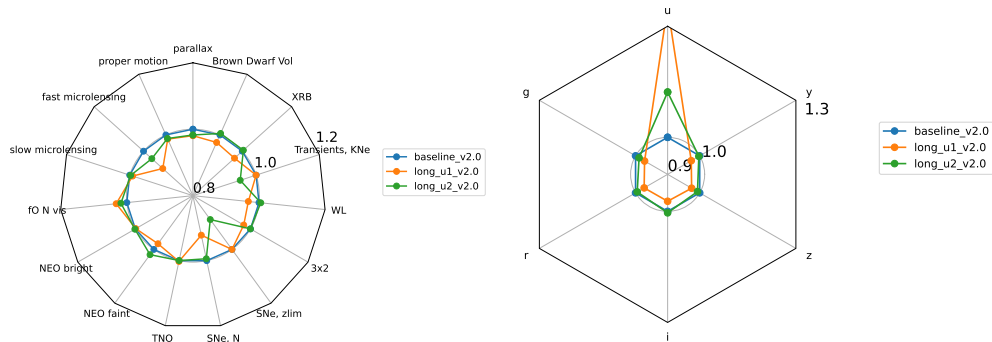 parallax
proper motion
Brown Dwarf Vol
fast microlensing
XRB
slow microlensing
Transients, KNe
fO N vis
WL
NEO bright
3x2
NEO faint
SNe, zlim
TNO
SNe, N
0.8
1.0
1.2
baseline_v2.0
long_u1_v2.0
long_u2_v2.0
u
g
y
r
z
i
0.9
1.0
1.3
baseline_v2.0
long_u1_v2.0
long_u2_v2.0